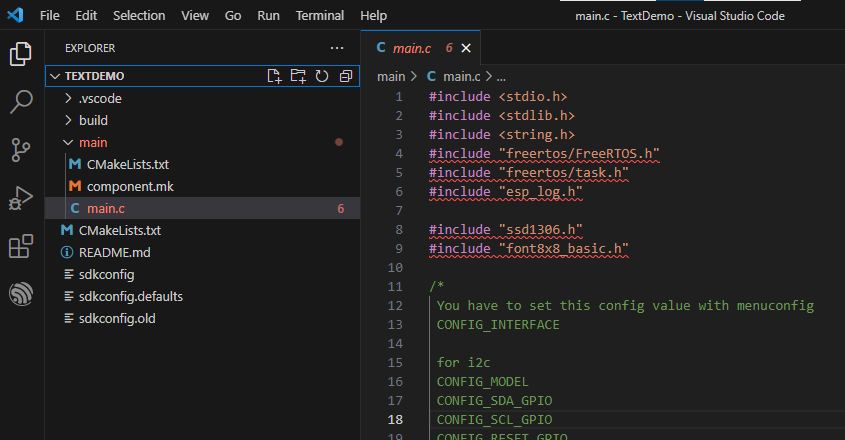 File Edit Selection View Go Run Terminal Help
main.c - TextDemo - Visual Studio Code
EXPLORER
TEXTDEMO
.vscode
build
main
CMakeLists.txt
component.mk
main.c 6
CMakeLists.txt
README.md
sdkconfig
sdkconfig.defaults
sdkconfig.old
main.c 6
main > main.c > ...
1 #include <stdio.h>
2 #include <stdlib.h>
3 #include <string.h>
4 #include "freertos/FreeRTOS.h"
5 #include "freertos/task.h"
6 #include "esp_log.h"
7
8 #include "ssd1306.h"
9 #include "font8x8_basic.h"
10
11 /*
12 You have to set this config value with menuconfig
13 CONFIG_INTERFACE
14
15 for i2c
16 CONFIG_MODEL
17 CONFIG_SDA_GPIO
18 CONFIG_SCL_GPIO
19 CONFIG_RESET_GPIO